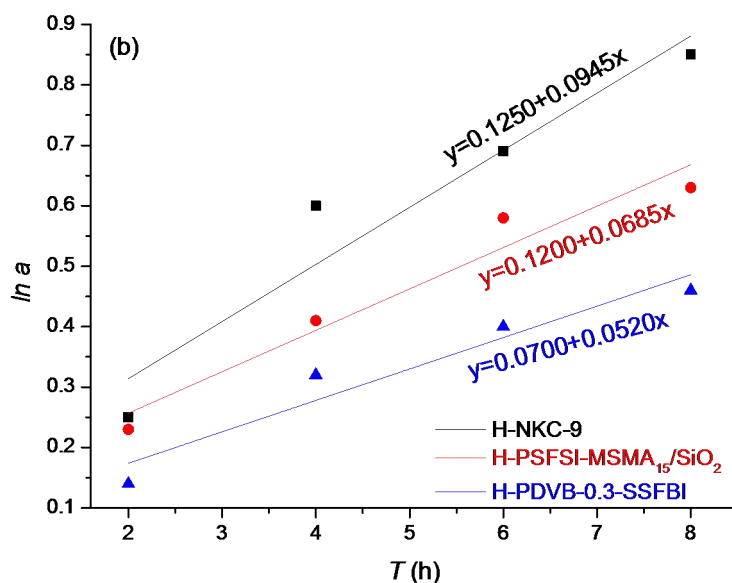 (b)
0.9
0.8
0.7
0.6
0.5
0.4
0.3
0.2
0.1
ln a
y=0.1250+0.0945x
y=0.1200+0.0685x
y=0.0700+0.0520x
H-NKC-9
H-PSFSI-MSMA₁₅/SiO₂
H-PDVB-0.3-SSFBI
2 3 4 5 6 7 8
T (h)